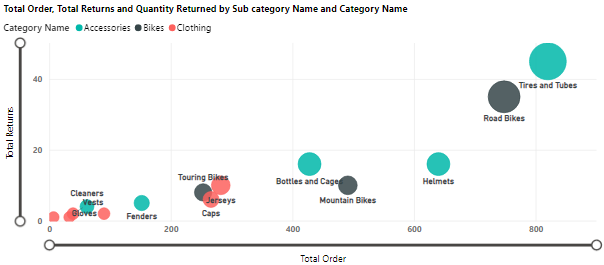 Total Order, Total Returns and Quantity Returned by Sub category Name and Category Name
Category Name Accessories Bikes Clothing
Total Returns
40
20
0
Tires and Tubes
Road Bikes
Touring Bikes
Bottles and Cages
Helmets
Cleaners
Vests
Jerseys
Mountain Bikes
Gloves
Fenders
Caps
0 200 400 600 800
Total Order